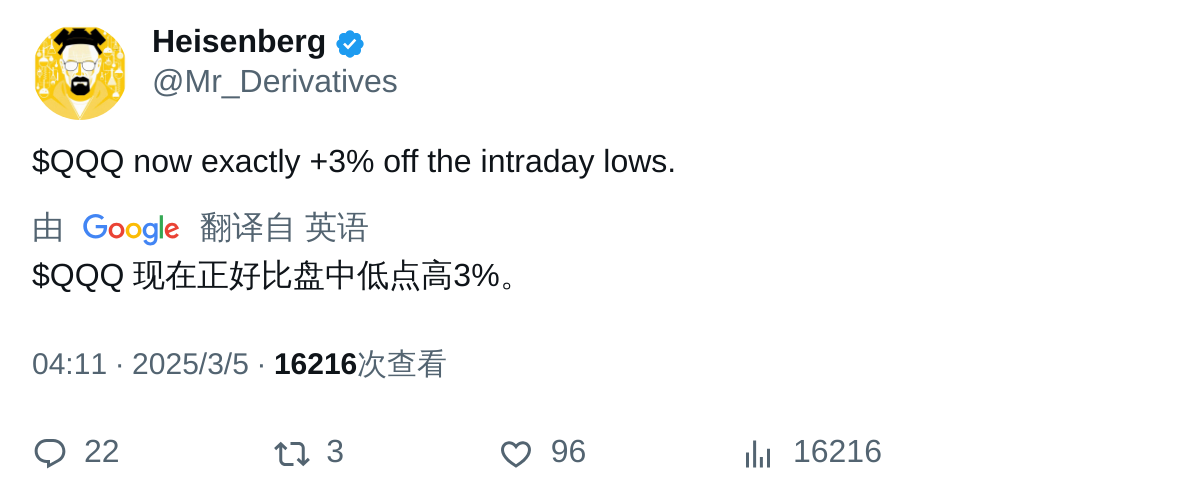 Heisenberg
@Mr_Derivatives
$QQQ now exactly +3% off the intraday lows.
由 Google 翻译自 英语
$QQQ 现在正好比盘中低点高3%。
04:11 · 2025/3/5 · 16216次查看
22 3 96 16216